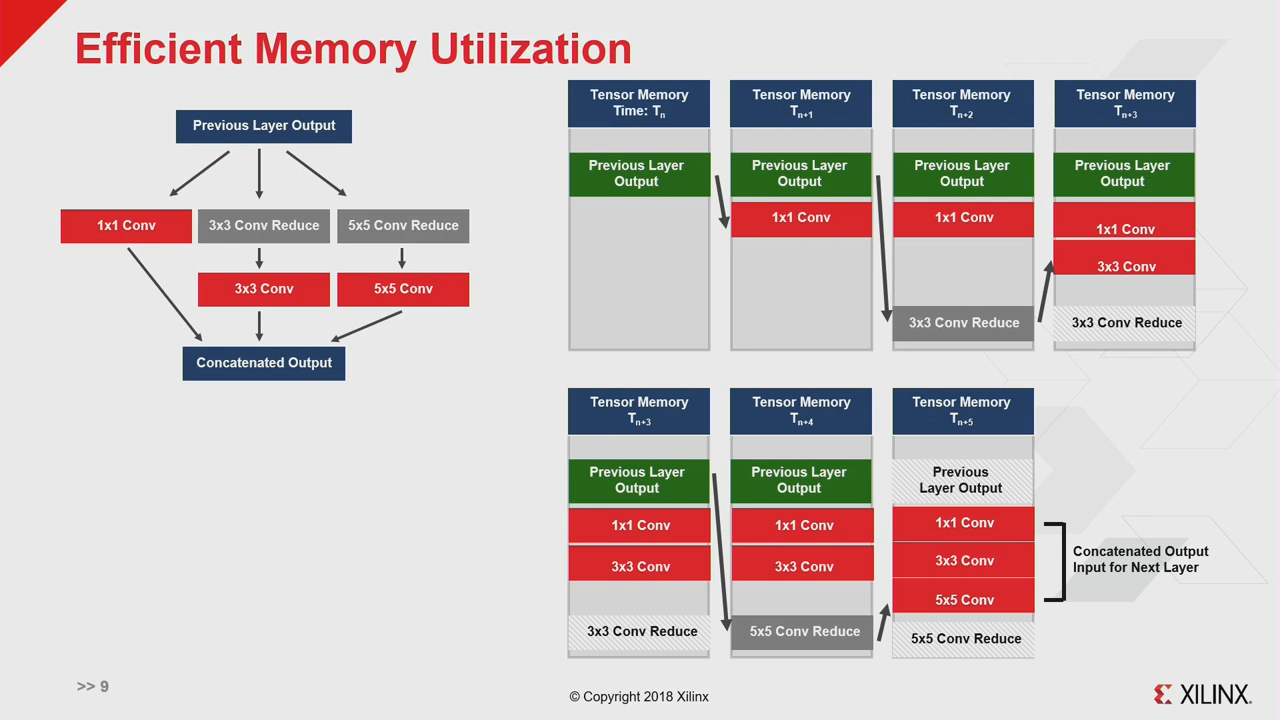 Efficient Memory Utilization
Previous Layer Output
1x1 Conv
3x3 Conv Reduce
5x5 Conv Reduce
3x3 Conv
5x5 Conv
Concatenated Output
Tensor Memory
Time: Tn
Previous Layer
Output
Tensor Memory
Tn+1
Previous Layer
Output
1x1 Conv
Tensor Memory
Tn+2
Previous Layer
Output
1x1 Conv
3x3 Conv Reduce
Tensor Memory
Tn+3
Previous Layer
Output
1x1 Conv
3x3 Conv
3x3 Conv Reduce
Tensor Memory
Tn+3
Previous Layer
Output
1x1 Conv
3x3 Conv
3x3 Conv Reduce
Tensor Memory
Tn+4
Previous Layer
Output
1x1 Conv
3x3 Conv
5x5 Conv Reduce
Tensor Memory
Tn+5
Previous
Layer Output
1x1 Conv
3x3 Conv
5x5 Conv
5x5 Conv Reduce
Concatenated Output
Input for Next Layer
>> 9
© Copyright 2018 Xilinx
XILINX